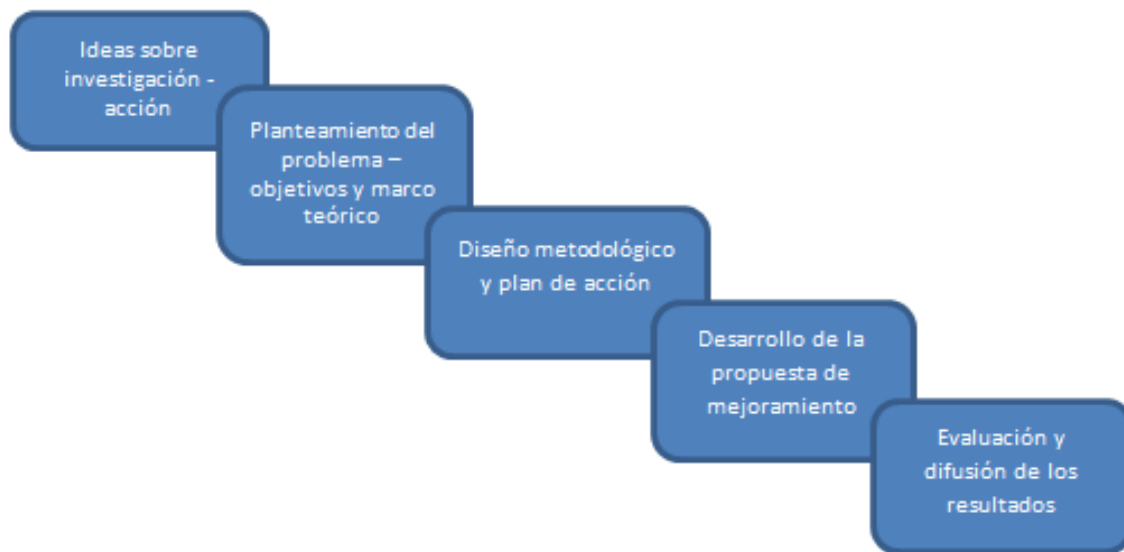 Ideas sobre
investigación -
acción
Planteamiento del
problema –
objetivos y marco
teórico
Diseño metodológico
y plan de acción
Desarrollo de la
propuesta de
mejoramiento
Evaluación y
difusión de los
resultados